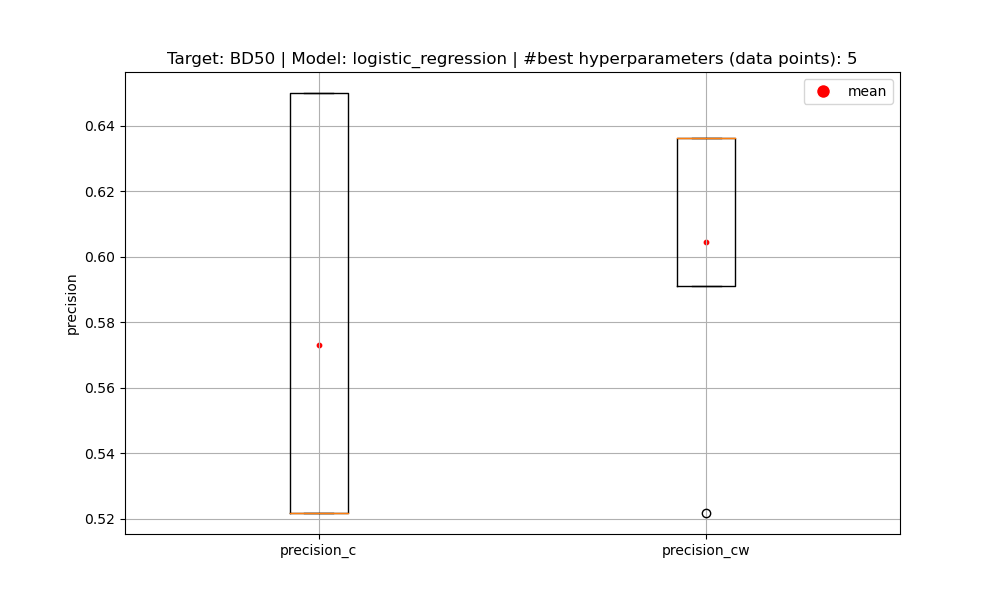 Target: BD50 | Model: logistic_regression | #best hyperparameters (data points): 5
mean
0.64
0.62
0.60
0.58
0.56
0.54
0.52
precision
precision_c
precision_cw